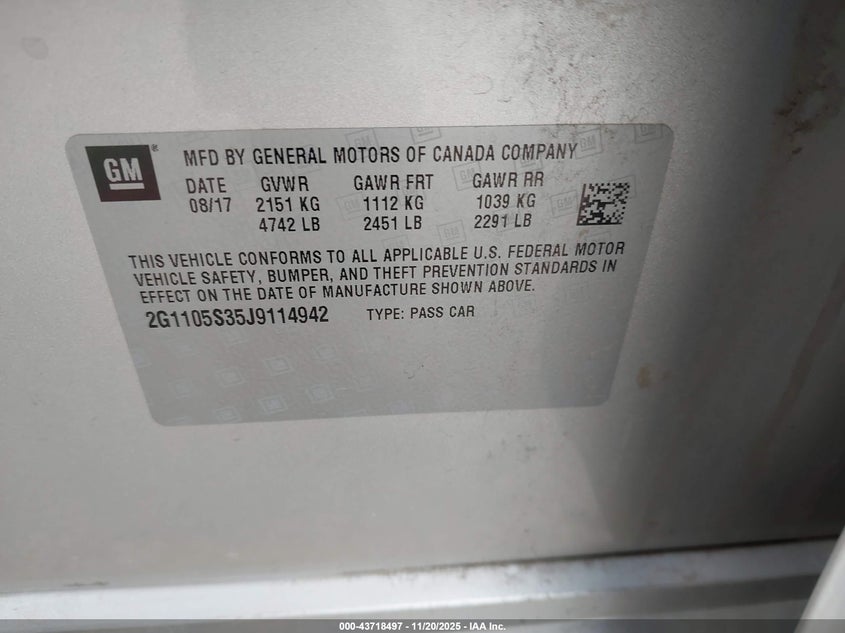 GM®
MFD BY GENERAL MOTORS OF CANADA COMPANY
DATE GVWR GAWR FRT GAWR RR
08/17 2151 KG 1112 KG 1039 KG
4742 LB 2451 LB 2291 LB
THIS VEHICLE CONFORMS TO ALL APPLICABLE U.S. FEDERAL MOTOR
VEHICLE SAFETY, BUMPER, AND THEFT PREVENTION STANDARDS IN
EFFECT ON THE DATE OF MANUFACTURE SHOWN ABOVE.
2G1105S35J9114942 TYPE: PASS CAR
000-43718497 - 11/20/2025 - IAA Inc.